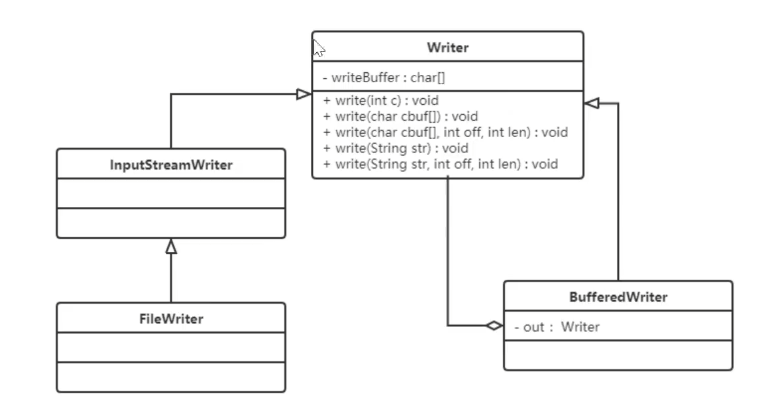 Writer
- writeBuffer : char[]
+ write(int c) : void
+ write(char cbuf[]) : void
+ write(char cbuf[], int off, int len) : void
+ write(String str) : void
+ write(String str, int off, int len) : void
InputStreamWriter
FileWriter
BufferedWriter
- out : Writer